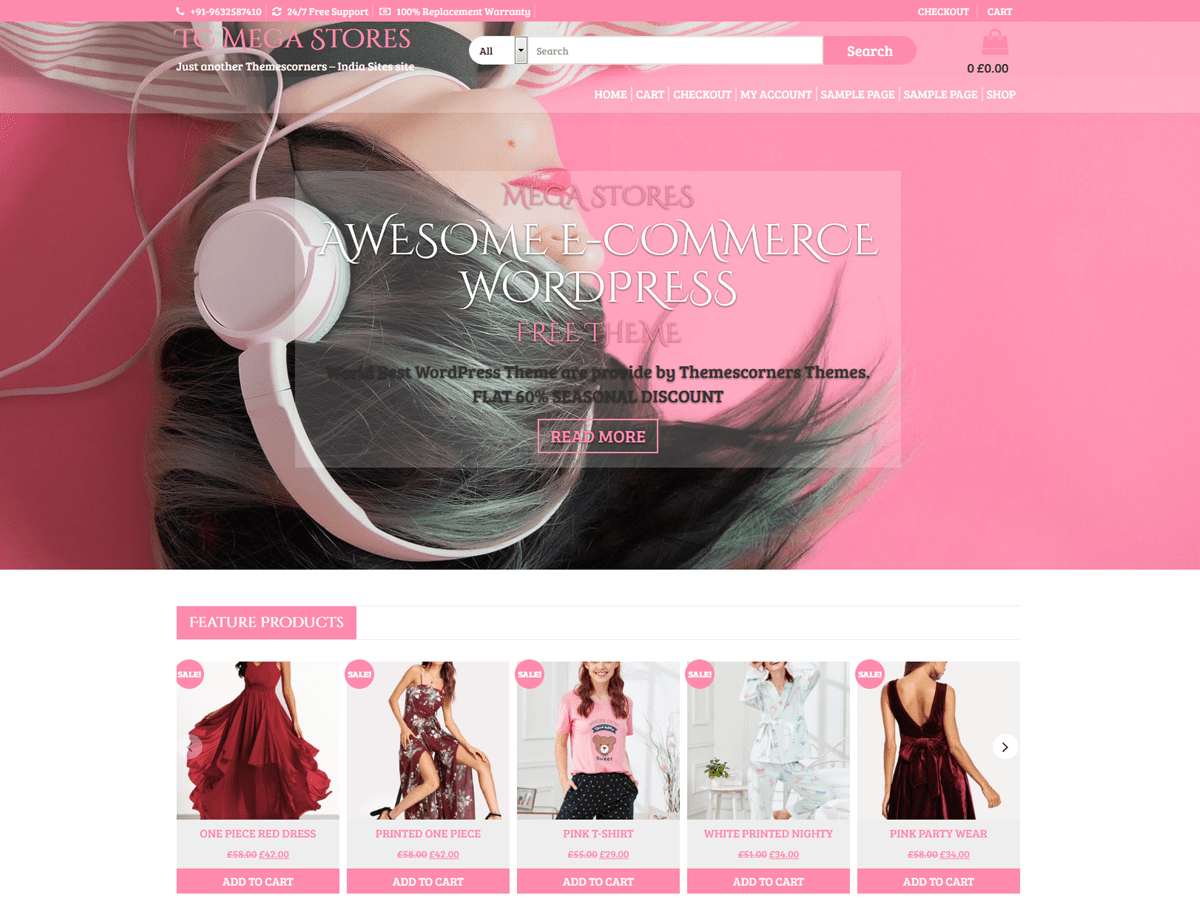 +91-9632587410 24/7 Free Support 100% Replacement Warranty CHECKOUT CART
TC MEGA STORES
Just another Themescorners – India Sites site
All Search Search
0 £0.00
HOME CART CHECKOUT MY ACCOUNT SAMPLE PAGE SAMPLE PAGE SHOP
MEGA STORES
AWESOME E-COMMERCE
WORDPRESS
FREE THEME
World Best WordPress Theme are provide by Themescorners Themes.
FLAT 60% SEASONAL DISCOUNT
READ MORE
FEATURE PRODUCTS
SALE! SALE! SALE! SALE! SALE!
ONE PIECE RED DRESS PRINTED ONE PIECE PINK T-SHIRT WHITE PRINTED NIGHTY PINK PARTY WEAR
£58.00 £42.00 £58.00 £42.00 £55.00 £29.00 £51.00 £34.00 £58.00 £34.00
ADD TO CART ADD TO CART ADD TO CART ADD TO CART ADD TO CART